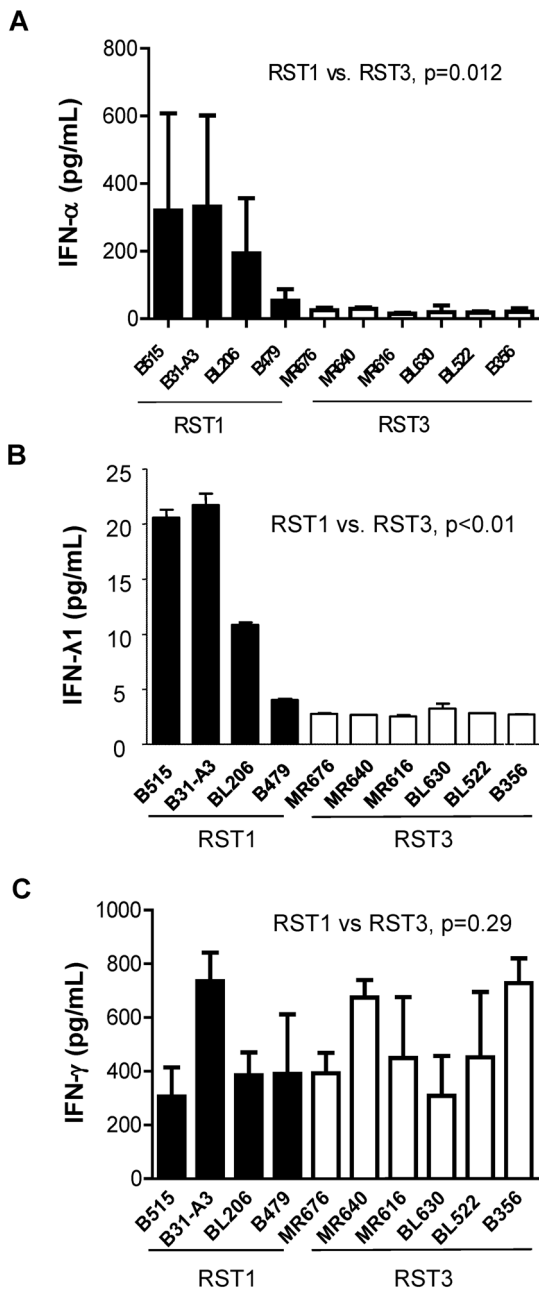 A
800
600
400
200
0
IFN-α (pg/mL)
RST1 vs. RST3, p=0.012
B515
B31-A3
BL206
B479
MR676
MR640
MR616
BL630
BL522
B356
RST1
RST3
B
25
20
15
10
5
0
IFN-λ1 (pg/mL)
RST1 vs. RST3, p<0.01
B515
B31-A3
BL206
B479
MR676
MR640
MR616
BL630
BL522
B356
RST1
RST3
C
1000
800
600
400
200
0
IFN-γ (pg/mL)
RST1 vs RST3, p=0.29
B515
B31-A3
BL206
B479
MR676
MR640
MR616
BL630
BL522
B356
RST1
RST3